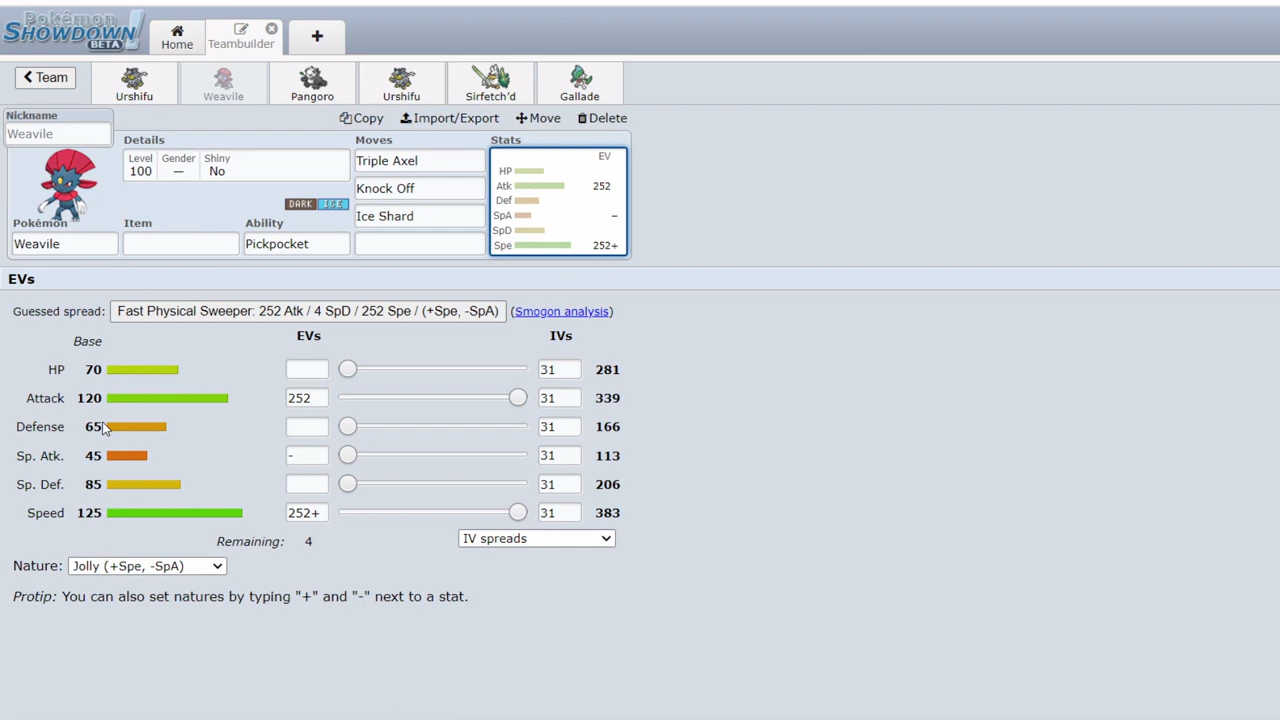 Pokémon
SHOWDOWN!
BETA
Home
Teambuilder
+
Team
Urshifu
Weavile
Pangoro
Urshifu
Sirfetch'd
Gallade
Nickname
Weavile
Copy
Import/Export
Move
Delete
Details
Moves
Stats
Level
Gender
Shiny
140
—
No
Triple Axel
Knock Off
Ice Shard
EV
HP
Atk 252
Def
SpA –
SpD
Spe 252+
DARK ICE
Pokémon
Item
Ability
Weavile
Pickpocket
EVs
Guessed spread: Fast Physical Sweeper: 252 Atk / 4 SpD / 252 Spe / (+Spe, -SpA) (Smogon analysis)
Base EVs IVs
HP 70 31 281
Attack 120 252 31 339
Defense 65 31 166
Sp. Atk. 45 - 31 113
Sp. Def. 85 31 206
Speed 125 252+ 31 383
Remaining: 4
IV spreads
Nature: Jolly (+Spe, -SpA)
Protip: You can also set natures by typing "+" and "-" next to a stat.